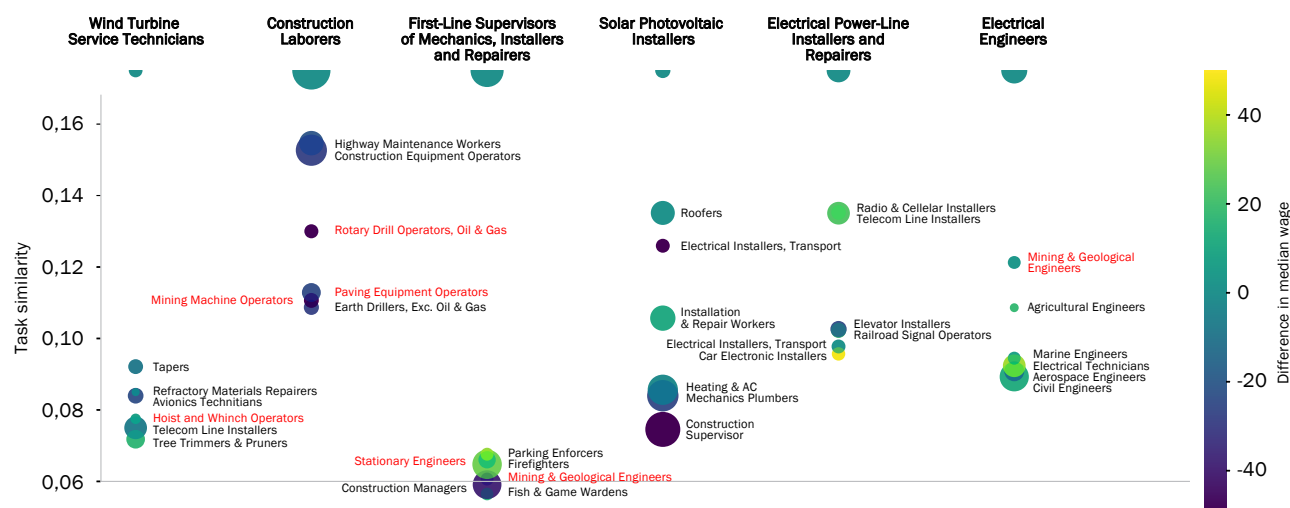 Wind Turbine
Service Technicians
Construction
Laborers
First-Line Supervisors
of Mechanics, Installers
and Repairers
Solar Photovoltaic
Installers
Electrical Power-Line
Installers and
Repairers
Electrical
Engineers
Task similarity
0,16
0,14
0,12
0,10
0,08
0,06
Tapers
Refractory Materials Repairers
Avionics Technitians
Hoist and Whinch Operators
Telecom Line Installers
Tree Trimmers & Pruners
Highway Maintenance Workers
Construction Equipment Operators
Rotary Drill Operators, Oil & Gas
Paving Equipment Operators
Mining Machine Operators
Earth Drillers, Exc. Oil & Gas
Parking Enforcers
Stationary Engineers
Firefighters
Mining & Geological Engineers
Construction Managers
Fish & Game Wardens
Roofers
Electrical Installers, Transport
Installation
& Repair Workers
Heating & AC
Mechanics Plumbers
Construction
Supervisor
Radio & Cellelar Installers
Telecom Line Installers
Elevator Installers
Railroad Signal Operators
Electrical Installers, Transport
Car Electronic Installers
Mining & Geological
Engineers
Agricultural Engineers
Marine Engineers
Electrical Technicians
Aerospace Engineers
Civil Engineers
40
20
0
-20
-40
Difference in median wage